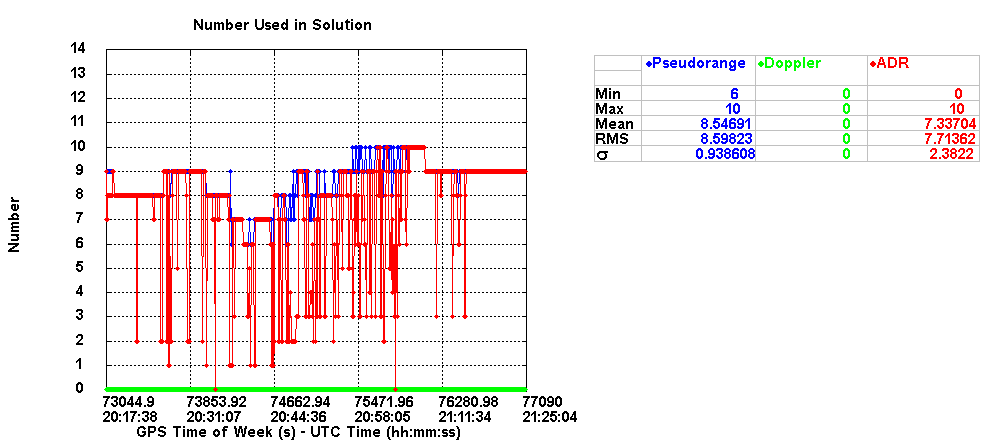 Number Used in Solution
14
13
12
11
10
9
8
7
6
5
4
3
2
1
0
Number
73044.9 73853.92 74662.94 75471.96 76280.98 77090
20:17:38 20:31:07 20:44:36 20:58:05 21:11:34 21:25:04
GPS Time of Week (s) - UTC Time (hh:mm:ss)
Pseudorange Doppler ADR
Min 6 0 0
Max 10 0 10
Mean 8.54691 0 7.33704
RMS 8.59823 0 7.71362
σ 0.938608 0 2.3822